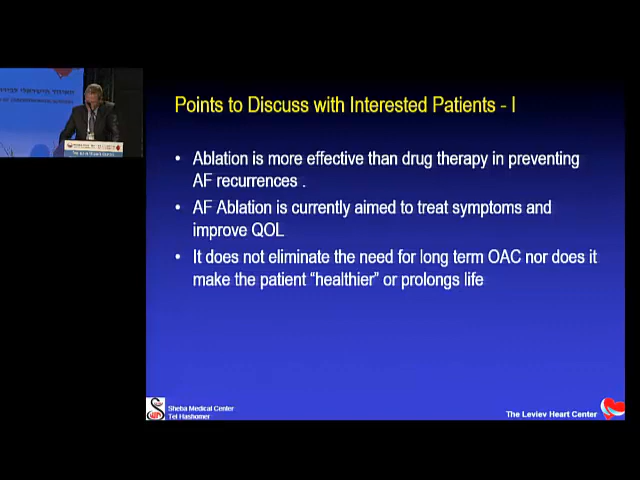 Points to Discuss with Interested Patients - I
• Ablation is more effective than drug therapy in preventing
AF recurrences .
• AF Ablation is currently aimed to treat symptoms and
improve QOL
• It does not eliminate the need for long term OAC nor does it
make the patient “healthier” or prolongs life
Sheba Medical Center
Tel Hashomer
The Leviev Heart Center